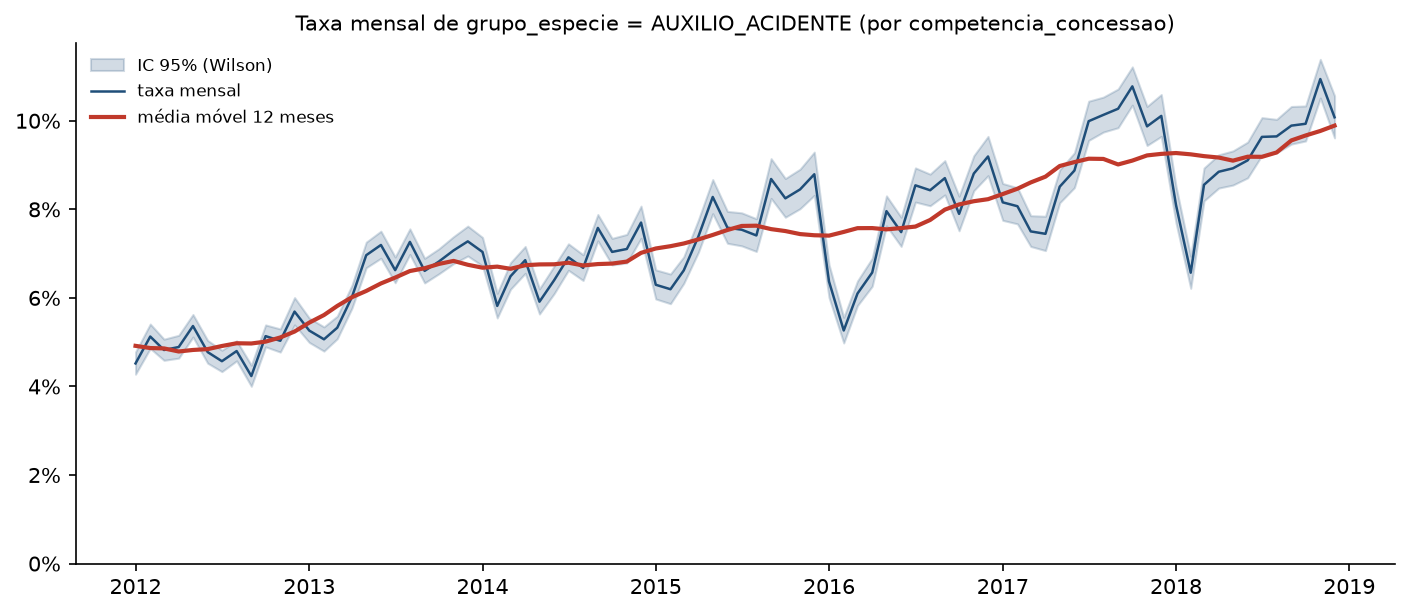 Taxa mensal de grupo_especie = AUXILIO_ACIDENTE (por competencia_concessao)
IC 95% (Wilson)
taxa mensal
média móvel 12 meses
10%
8%
6%
4%
2%
0%
2012 2013 2014 2015 2016 2017 2018 2019